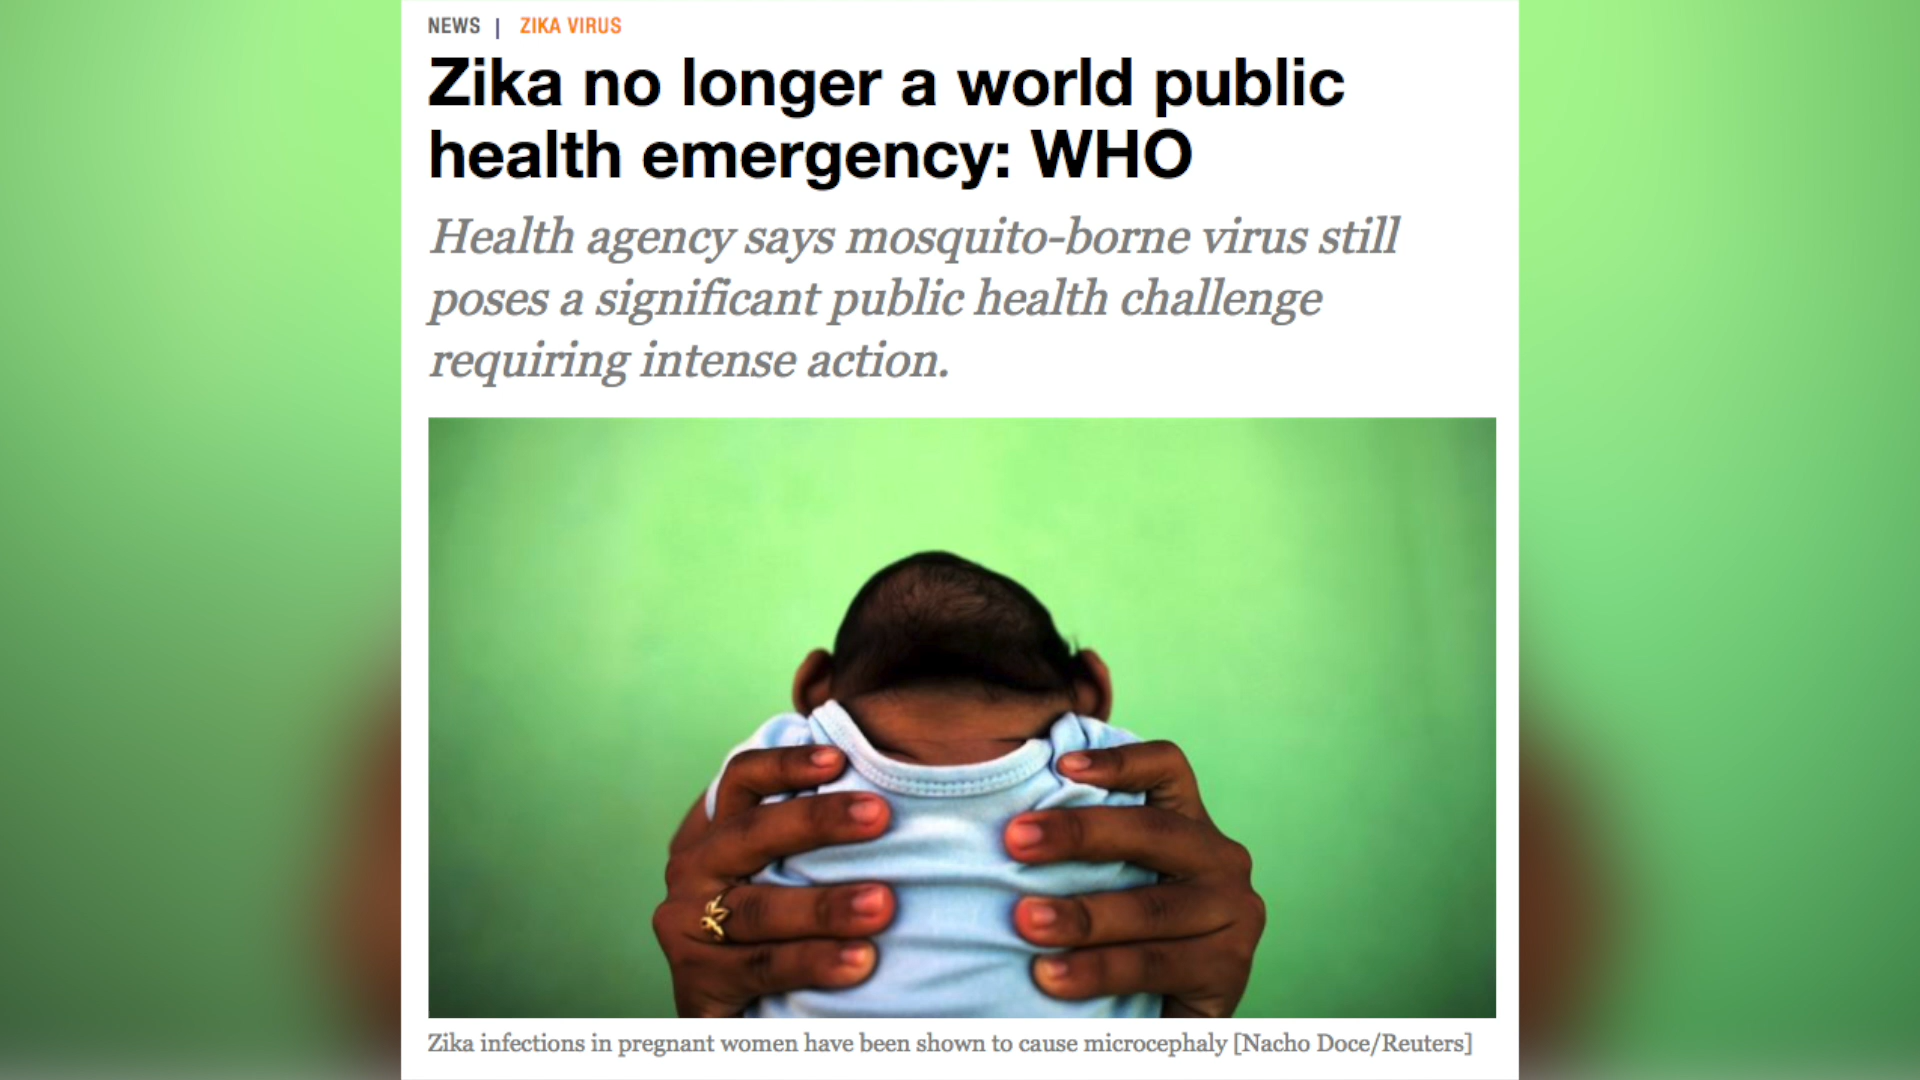 NEWS | ZIKA VIRUS
Zika no longer a world public
health emergency: WHO
Health agency says mosquito-borne virus still
poses a significant public health challenge
requiring intense action.
Zika infections in pregnant women have been shown to cause microcephaly [Nacho Doce/Reuters]